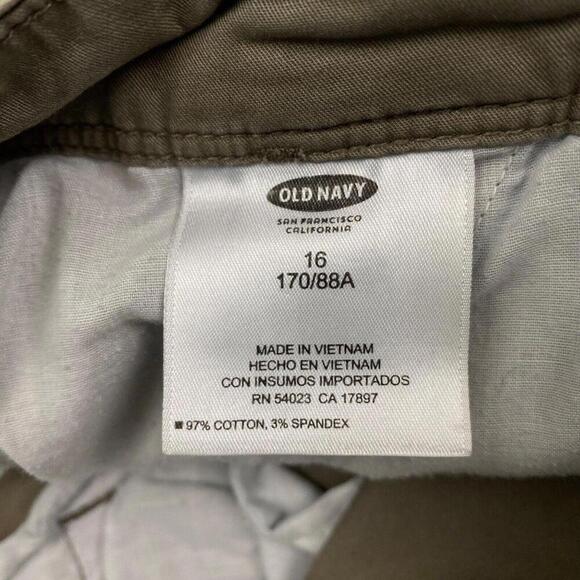 OLD NAVY
SAN FRANCISCO
CALIFORNIA
16
170/88A
MADE IN VIETNAM
HECHO EN VIETNAM
CON INSUMOS IMPORTADOS
RN 54023 CA 17897
97% COTTON, 3% SPANDEX